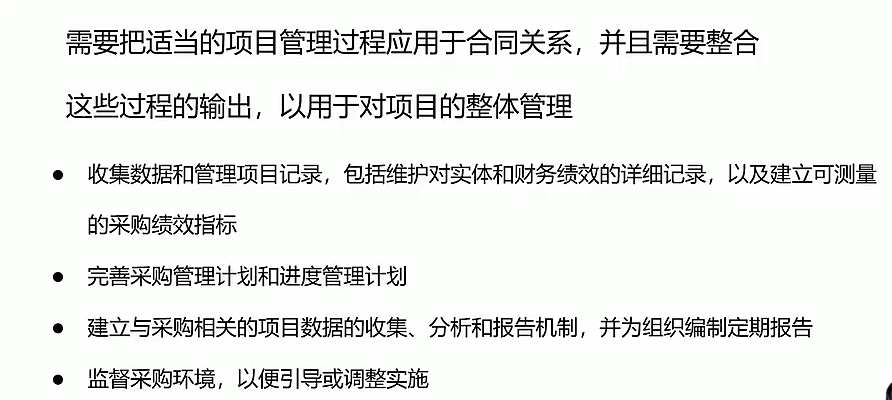 需要把适当的项目管理过程应用于合同关系，并且需要整合
这些过程的输出，以用于对项目的整体管理
● 收集数据和管理项目记录，包括维护对实体和财务绩效的详细记录，以及建立可测量
的采购绩效指标
● 完善采购管理计划和进度管理计划
● 建立与采购相关的项目数据的收集、分析和报告机制，并为组织编制定期报告
● 监督采购环境，以便引导或调整实施